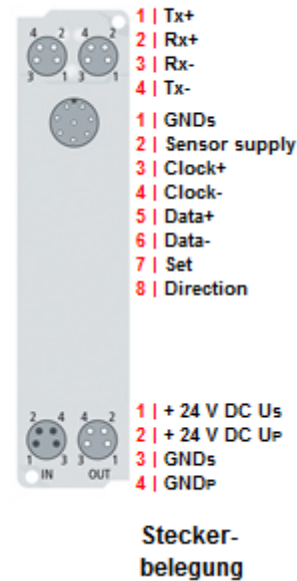 4 2 4 2
3 1 3 1
1 | Tx+
2 | Rx+
3 | Rx-
4 | Tx-
1 | GNDs
2 | Sensor supply
3 | Clock+
4 | Clock-
5 | Data+
6 | Data-
7 | Set
8 | Direction
2 4 4 2
1 3 3 1
IN OUT
1 | + 24 V DC Us
2 | + 24 V DC UP
3 | GNDs
4 | GNDP
Stecker-
belegung